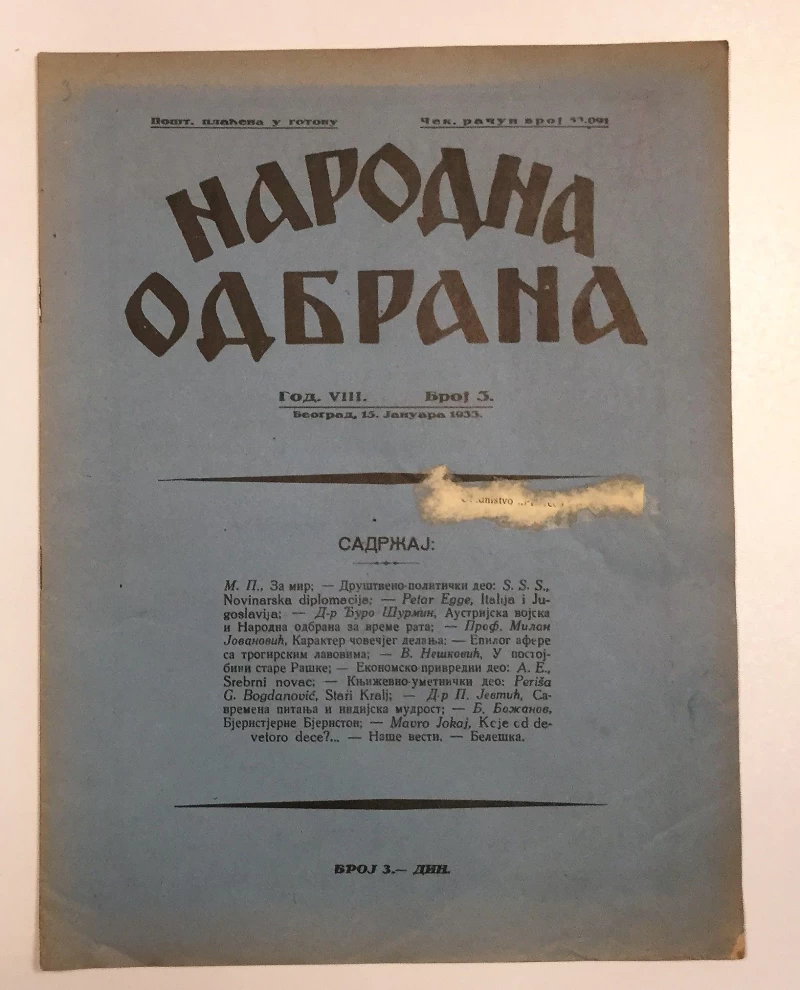 Пошт. плаћена у готову
Чек. рачун број
НАРОДНА
ОДБРАНА
Год. VIII. Број 3.
Београд, 15. Јануара 1933.
САДРЖАЈ:
М. П., За мир; — Друштвено-политички део: S. S. S.,
Novinarska diplomacija; — Petar Egge, Italija i Ju-
goslavija; — Д-р Ђуро Шурмин, Аустријска војска
и Народна одбрана за време рата; — Проф. Милан
Јовановић, Карактер човечјег делања; — Епилог афере
са трогирским лавовима; — В. Нешковић, У постој-
бини старе Рашке; — Економско-привредни део: А. Е.,
Srebrni novac; — Књижевно-уметнички део: Periša
G. Bogdanović, Stari Kralj; — Д-р П. Јевтић, Са-
времена питања и индијска мудрост; — Б. Божанов,
Бјернстјерне Бјернстон; — Mavro Jokaj, Koje od de-
vetoro dece?... — Наше вести. — Белешка.
БРОЈ 3.— ДИН.